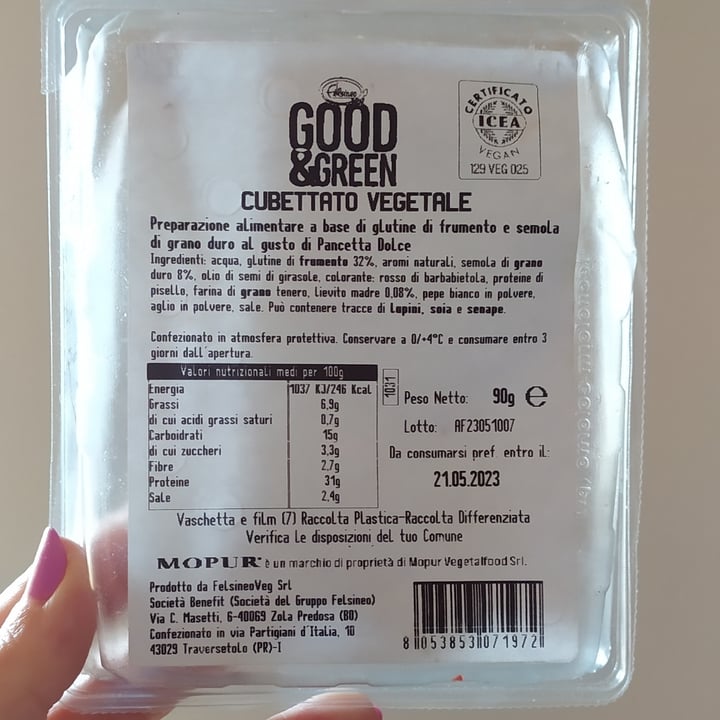 Felsineo
GOOD
&GREEN
CERTIFICATO
ICEA
VEGAN
129 VEG 025
CUBETTATO VEGETALE
Preparazione alimentare a base di glutine di frumento e semola
di grano duro al gusto di Pancetta Dolce
Ingredienti: acqua, glutine di frumento 32%, aromi naturali, semola di grano
duro 8%, olio di semi di girasole, colorante: rosso di barbabietola, proteine di
pisello, farina di grano tenero, lievito madre 0,08%, pepe bianco in polvere,
aglio in polvere, sale. Può contenere tracce di lupini, soia e senape.
Confezionato in atmosfera protettiva. Conservare a 0/+4°C e consumare entro 3
giorni dall'apertura.
Valori nutrizionali medi per 100g
Energia 1037 KJ/246 Kcal
Grassi 6,9g
di cui acidi grassi saturi 0,7g
Carboidrati 15g
di cui zuccheri 3,3g
Fibre 2,7g
Proteine 31g
Sale 2,4g
1031
Peso Netto: 90g e
Lotto: AF23051007
Da consumarsi pref. entro il:
21.05.2023
Vaschetta e film (7) Raccolta Plastica-Raccolta Differenziata
Verifica le disposizioni del tuo Comune
MOPUR® è un marchio di proprietà di Mopur Vegetalfood Srl.
Prodotto da FelsineoVeg Srl
Società Benefit (Società del Gruppo Felsineo)
Via C. Masetti, 6-40069 Zola Predosa (BO)
Confezionato in via Partigiani d'Italia, 10
43029 Traversetolo (PR)-I
8 053853 071972